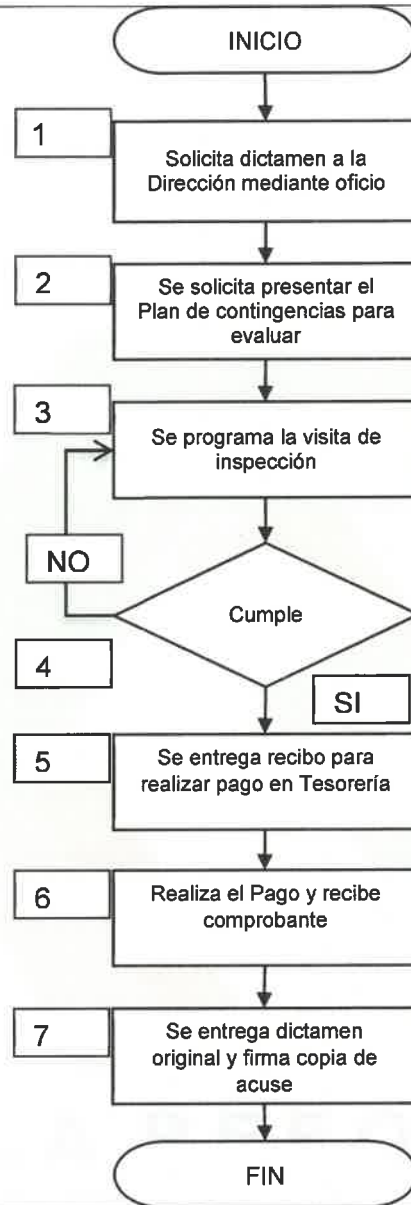 INICIO
1
Solicita dictamen a la
Dirección mediante oficio
2
Se solicita presentar el
Plan de contingencias para
evaluar
3
Se programa la visita de
inspección
NO
Cumple
4
SI
5
Se entrega recibo para
realizar pago en Tesorería
6
Realiza el Pago y recibe
comprobante
7
Se entrega dictamen
original y firma copia de
acuse
FIN